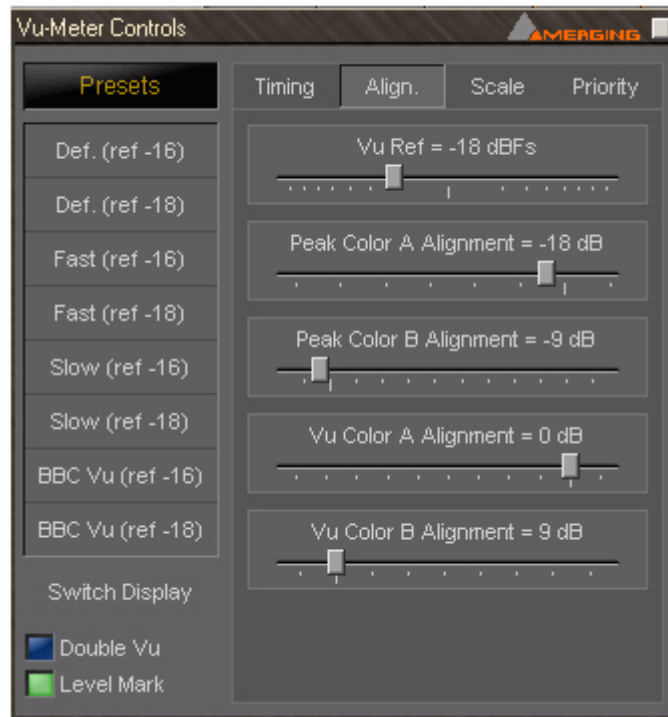 Vu-Meter Controls
MERGING
Presets
Def. (ref -16)
Def. (ref -18)
Fast (ref -16)
Fast (ref -18)
Slow (ref -16)
Slow (ref -18)
BBC Vu (ref -16)
BBC Vu (ref -18)
Switch Display
Double Vu
Level Mark
Timing Align. Scale Priority
Vu Ref = -18 dBFs
Peak Color A Alignment = -18 dB
Peak Color B Alignment = -9 dB
Vu Color A Alignment = 0 dB
Vu Color B Alignment = 9 dB